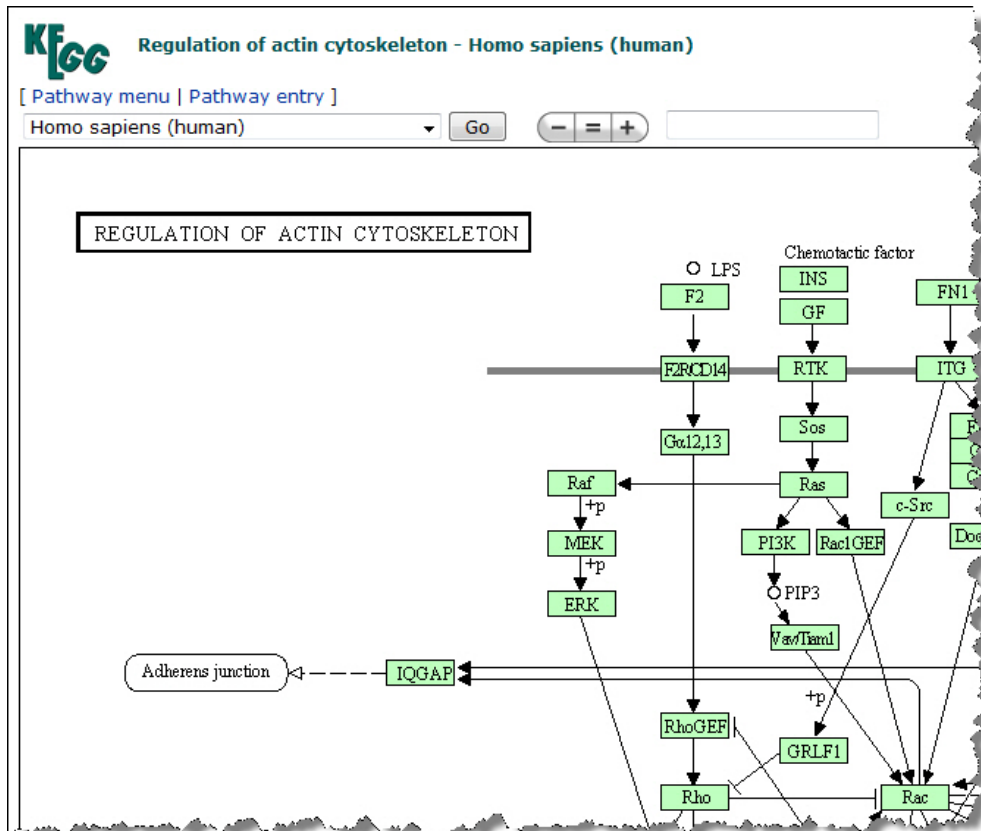 KEGG
Regulation of actin cytoskeleton - Homo sapiens (human)
[ Pathway menu | Pathway entry ]
Homo sapiens (human)
Go
− = +
REGULATION OF ACTIN CYTOSKELETON
Chemotactic factor
LPS
INS
F2
FN1
GF
F2R/CD14
RTK
ITG
Sos
Gα12,13
Raf
Ras
+p
c-Src
MEK
PI3K
Rac1GEF
+p
PIP3
ERK
Vav/Tiam1
Adherens junction
IQGAP
+p
RhoGEF
GRLF1
Rho
Rac